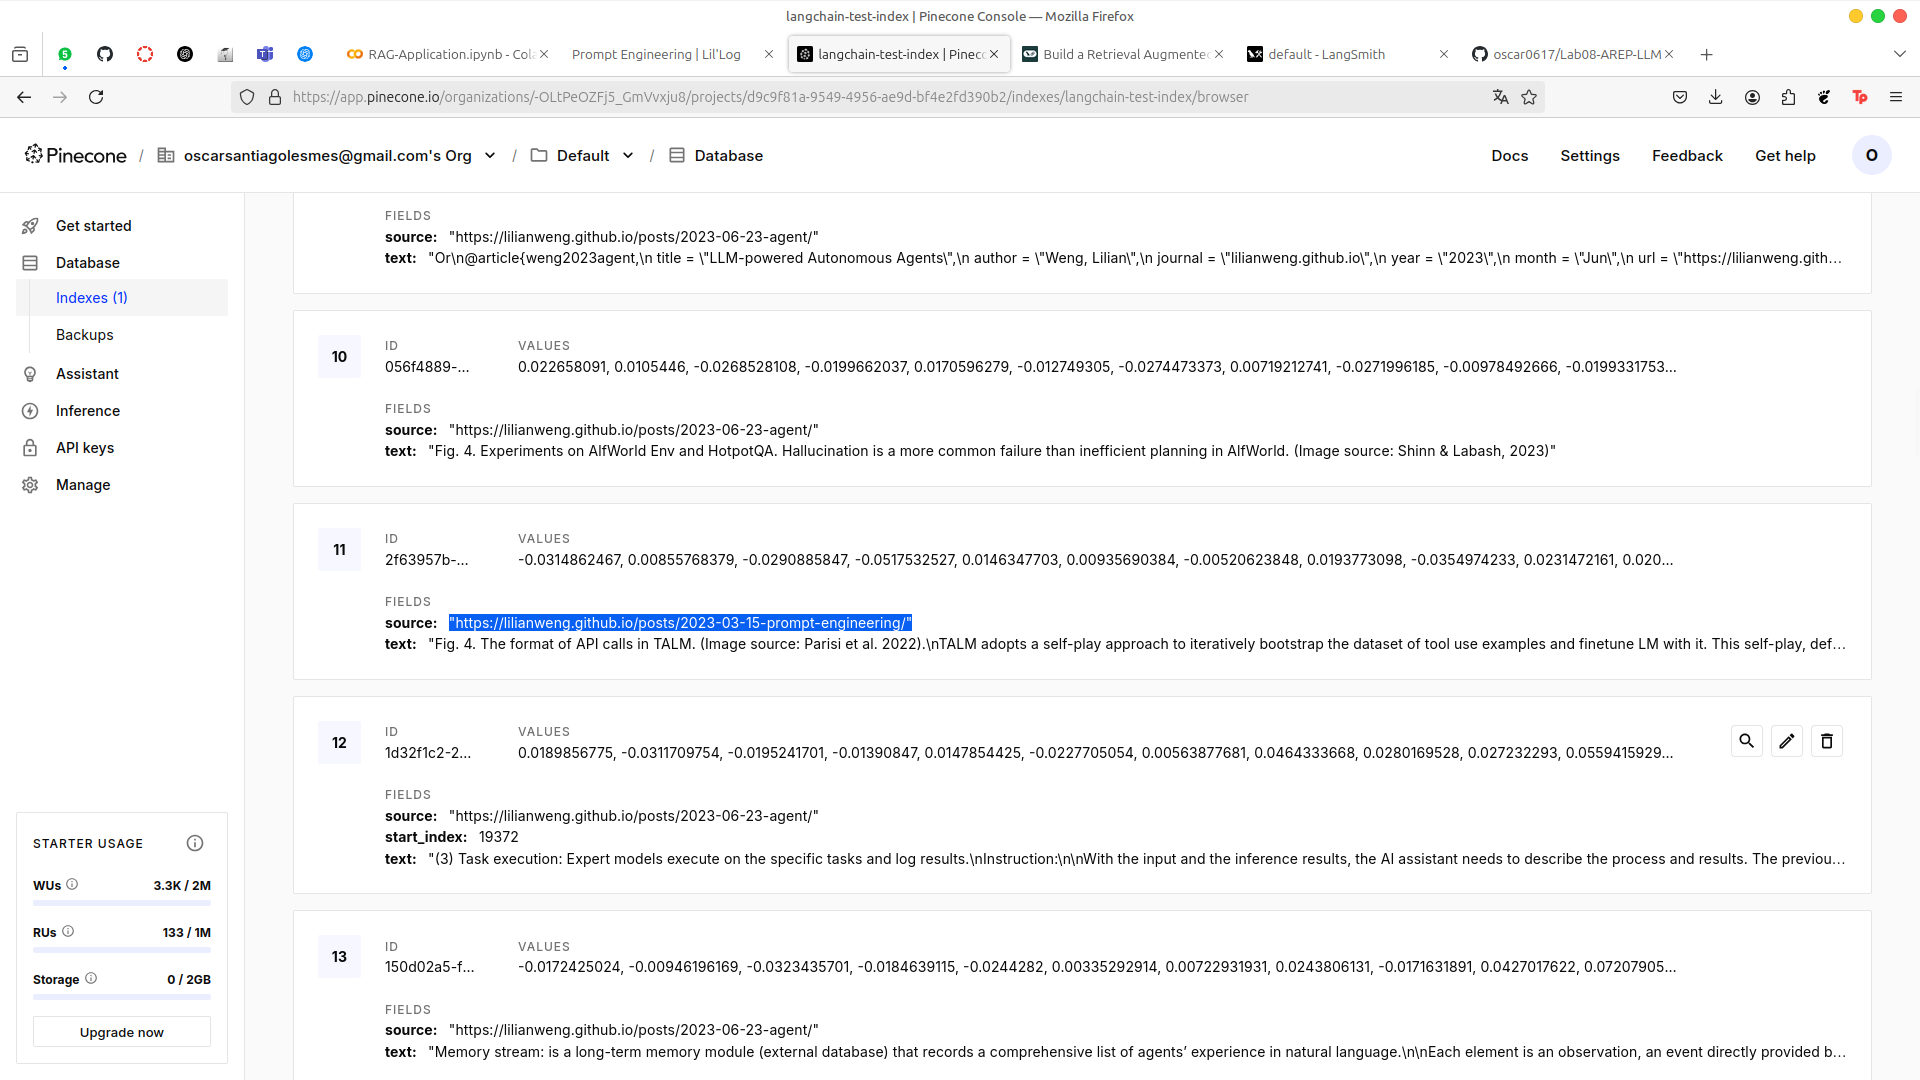 langchain-test-index | Pinecone Console — Mozilla Firefox
RAG-Application.ipynb - Cola
Prompt Engineering | Lil'Log
langchain-test-index | Pinec
Build a Retrieval Augmente
default - LangSmith
oscar0617/Lab08-AREP-LLM
https://app.pinecone.io/organizations/-OLtPeOZFj5_GmVvxju8/projects/d9c9f81a-9549-4956-ae9d-bf4e2fd390b2/indexes/langchain-test-index/browser
Pinecone / oscarsantiagolesmes@gmail.com's Org / Default / Database
Docs Settings Feedback Get help O
Get started
Database
Indexes (1)
Backups
Assistant
Inference
API keys
Manage
STARTER USAGE
WUs 3.3K / 2M
RUs 133 / 1M
Storage 0 / 2GB
Upgrade now
FIELDS
source: "https://lilianweng.github.io/posts/2023-06-23-agent/"
text: "Or\n@article{weng2023agent,\n title = \"LLM-powered Autonomous Agents\",\n author = \"Weng, Lilian\",\n journal = \"lilianweng.github.io\",\n year = \"2023\",\n month = \"Jun\",\n url = \"https://lilianweng.gith...
10
ID VALUES
056f4889-... 0.022658091, 0.0105446, -0.0268528108, -0.0199662037, 0.0170596279, -0.012749305, -0.0274473373, 0.00719212741, -0.0271996185, -0.00978492666, -0.0199331753...
FIELDS
source: "https://lilianweng.github.io/posts/2023-06-23-agent/"
text: "Fig. 4. Experiments on AlfWorld Env and HotpotQA. Hallucination is a more common failure than inefficient planning in AlfWorld. (Image source: Shinn & Labash, 2023)"
11
ID VALUES
2f63957b-... -0.0314862467, 0.00855768379, -0.0290885847, -0.0517532527, 0.0146347703, 0.00935690384, -0.00520623848, 0.0193773098, -0.0354974233, 0.0231472161, 0.020...
FIELDS
source: "https://lilianweng.github.io/posts/2023-03-15-prompt-engineering/"
text: "Fig. 4. The format of API calls in TALM. (Image source: Parisi et al. 2022).\nTALM adopts a self-play approach to iteratively bootstrap the dataset of tool use examples and finetune LM with it. This self-play, def...
12
ID VALUES
1d32f1c2-2... 0.0189856775, -0.0311709754, -0.0195241701, -0.01390847, 0.0147854425, -0.0227705054, 0.00563877681, 0.0464333668, 0.0280169528, 0.027232293, 0.0559415929...
FIELDS
source: "https://lilianweng.github.io/posts/2023-06-23-agent/"
start_index: 19372
text: "(3) Task execution: Expert models execute on the specific tasks and log results.\nInstruction:\n\nWith the input and the inference results, the AI assistant needs to describe the process and results. The previou...
13
ID VALUES
150d02a5-f... -0.0172425024, -0.00946196169, -0.0323435701, -0.0184639115, -0.0244282, 0.00335292914, 0.00722931931, 0.0243806131, -0.0171631891, 0.0427017622, 0.07207905...
FIELDS
source: "https://lilianweng.github.io/posts/2023-06-23-agent/"
text: "Memory stream: is a long-term memory module (external database) that records a comprehensive list of agents’ experience in natural language.\n\nEach element is an observation, an event directly provided b...